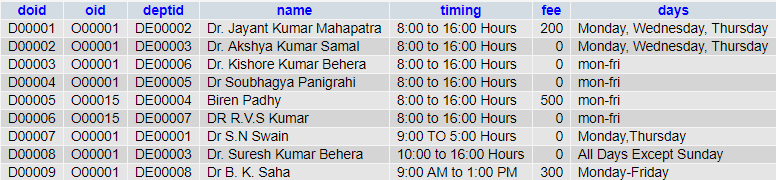 doid oid deptid name timing fee days
D00001 O00001 DE00002 Dr. Jayant Kumar Mahapatra 8:00 to 16:00 Hours 200 Monday, Wednesday, Thursday
D00002 O00001 DE00003 Dr. Akshya Kumar Samal 8:00 to 16:00 Hours 0 Monday, Wednesday, Thursday
D00003 O00001 DE00006 Dr. Kishore Kumar Behera 8:00 to 16:00 Hours 0 mon-fri
D00004 O00001 DE00005 Dr Soubhagya Panigrahi 8:00 to 16:00 Hours 0 mon-fri
D00005 O00015 DE00004 Biren Padhy 8:00 to 16:00 Hours 500 mon-fri
D00006 O00015 DE00007 DR R.V.S Kumar 8:00 to 16:00 Hours 0 mon-fri
D00007 O00001 DE00001 Dr S.N Swain 9:00 TO 5:00 Hours 0 Monday,Thursday
D00008 O00001 DE00003 Dr. Suresh Kumar Behera 10:00 to 16:00 Hours 0 All Days Except Sunday
D00009 O00001 DE00008 Dr B. K. Saha 9:00 AM to 1:00 PM 300 Monday-Friday